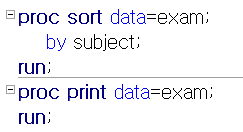 proc sort data=exam;
by subject;
run;
proc print data=exam;
run;